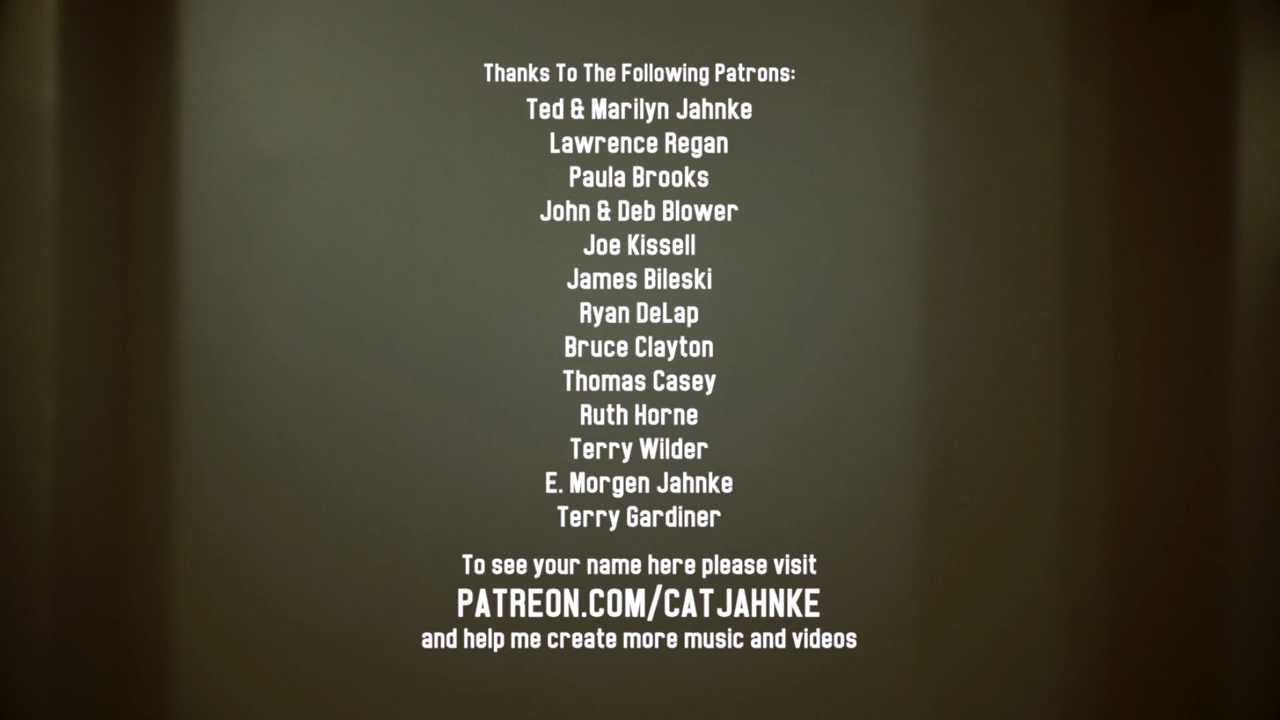 Thanks To The Following Patrons:
Ted & Marilyn Jahnke
Lawrence Regan
Paula Brooks
John & Deb Blower
Joe Kissell
James Bileski
Ryan DeLap
Bruce Clayton
Thomas Casey
Ruth Horne
Terry Wilder
E. Morgen Jahnke
Terry Gardiner
To see your name here please visit
PATREON.COM/CATJAHNKE
and help me create more music and videos